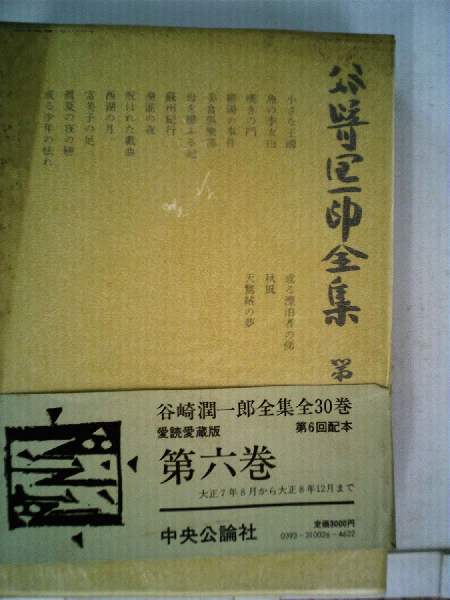 谷崎潤一郎全集 第
小さな王國
魚の李太白
嘆きの門
柳湯の事件
美食倶楽部
母を戀ふる記
蘇州紀行
秦淮の夜
呪はれた戯曲
西湖の月
富美子の足
真夏の夜の戀
或る少年の怯れ
或る漂泊者の俤
秋風
天鵞絨の夢
谷崎潤一郎全集全30巻
愛読愛蔵版 第6回配本
第六巻
大正7年8月から大正8年12月まで
中央公論社
定価3000円
0393-310026-4622